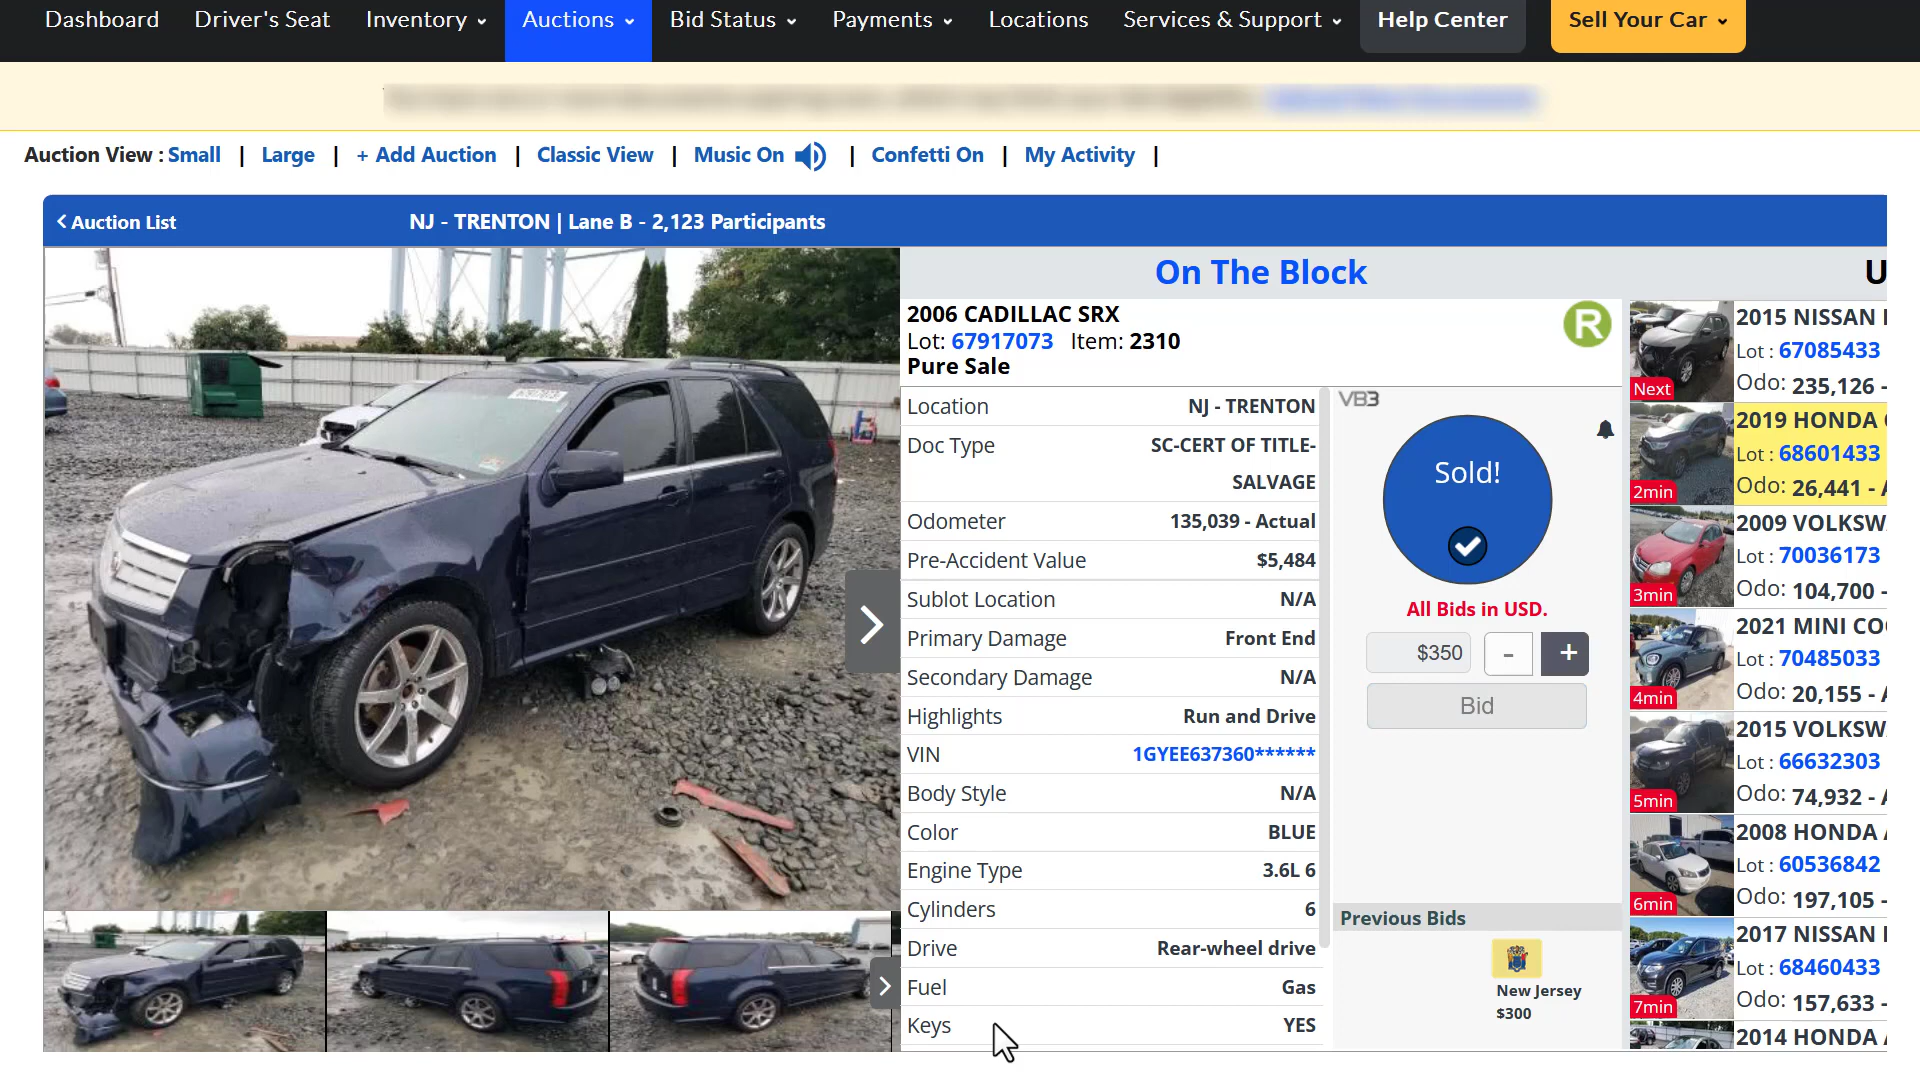 Dashboard
Driver's Seat
Inventory
Auctions
Bid Status
Payments
Locations
Services & Support
Help Center
Sell Your Car
Auction View : Small | Large | + Add Auction | Classic View | Music On | Confetti On | My Activity |
Auction List
NJ - TRENTON | Lane B - 2,123 Participants
On The Block
2006 CADILLAC SRX
Lot: 67917073 Item: 2310
Pure Sale
R
Location NJ - TRENTON
Doc Type SC-CERT OF TITLE-
SALVAGE
Odometer 135,039 - Actual
Pre-Accident Value $5,484
Sublot Location N/A
Primary Damage Front End
Secondary Damage N/A
Highlights Run and Drive
VIN 1GYEE637360******
Body Style N/A
Color BLUE
Engine Type 3.6L 6
Cylinders 6
Drive Rear-wheel drive
Fuel Gas
Keys YES
VB3
Sold!
All Bids in USD.
$350
- +
Bid
Previous Bids
New Jersey
$300
U
2015 NISSAN
Lot : 67085433
Odo: 235,126 -
Next
2019 HONDA
Lot : 68601433
Odo: 26,441 - A
2min
2009 VOLKSW
Lot : 70036173
Odo: 104,700 -
3min
2021 MINI CO
Lot : 70485033
Odo: 20,155 - A
4min
2015 VOLKSW
Lot : 66632303
Odo: 74,932 - A
5min
2008 HONDA A
Lot : 60536842
Odo: 197,105 -
6min
2017 NISSAN
Lot : 68460433
Odo: 157,633 -
7min
2014 HONDA A